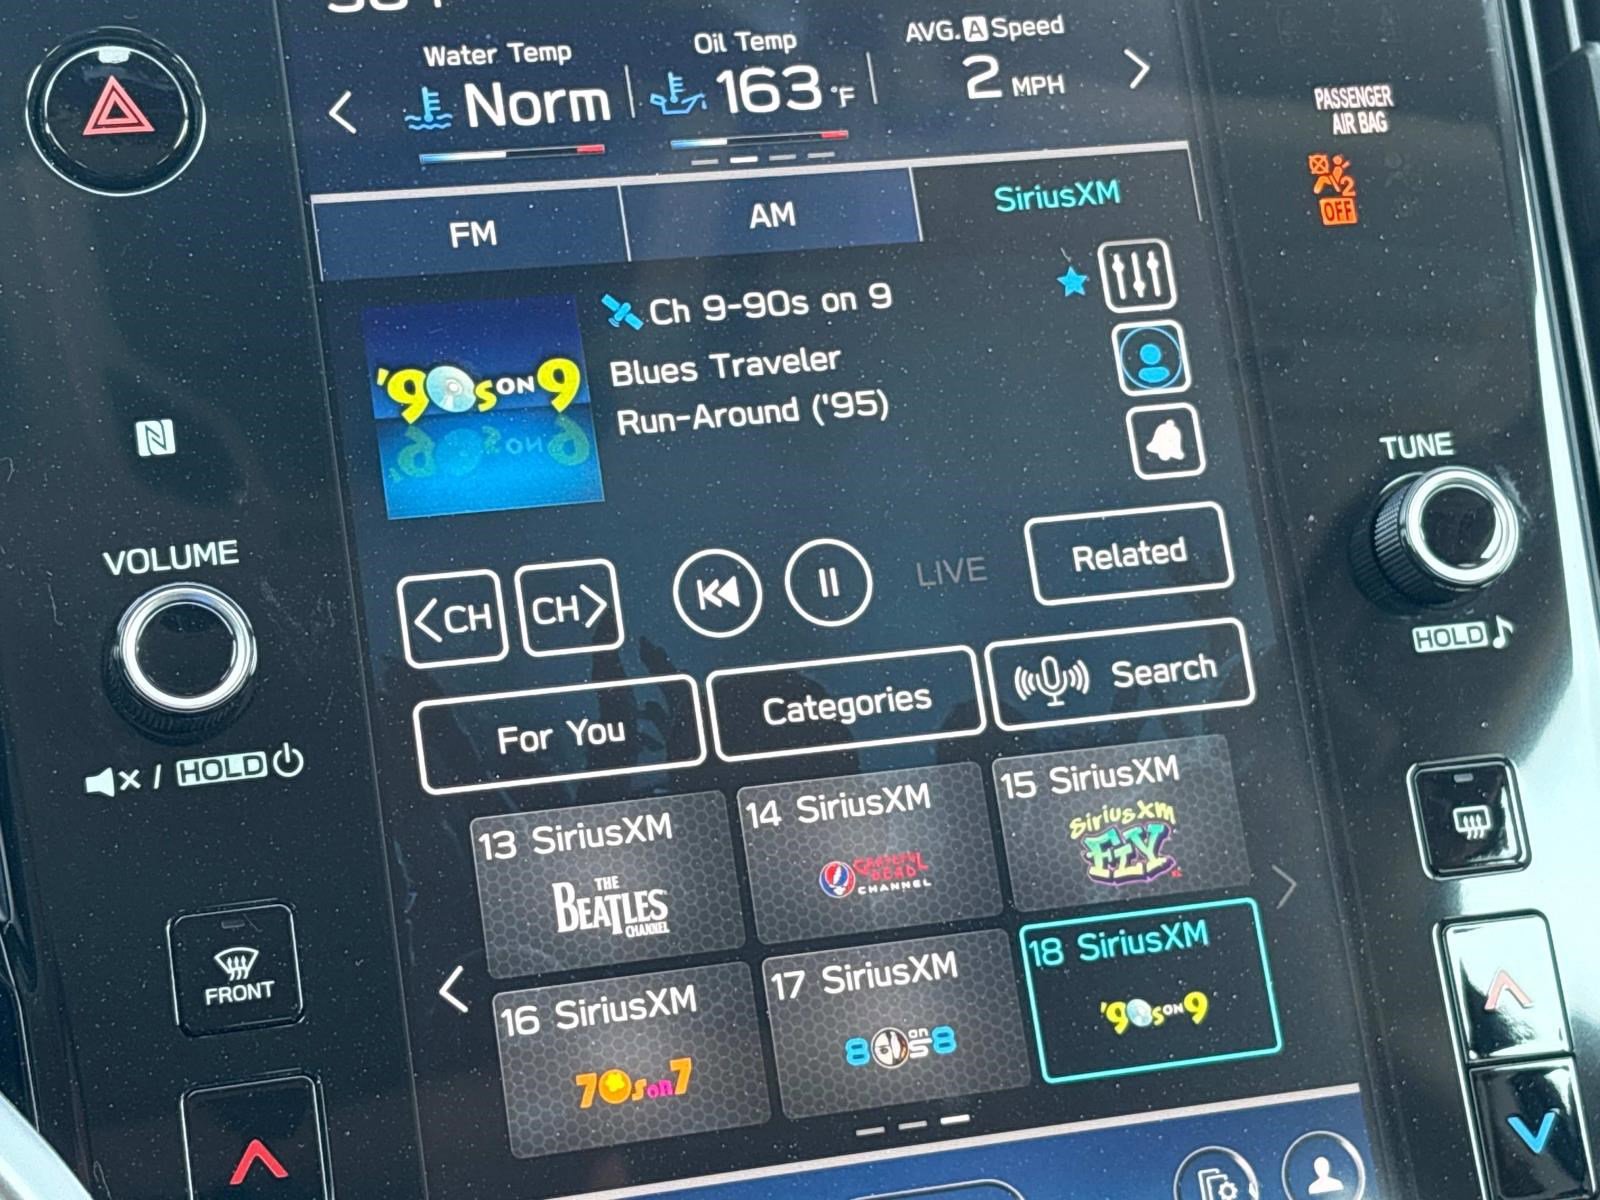 Water Temp
Norm
Oil Temp
163 °F
AVG. A Speed
2 MPH
PASSENGER
AIR BAG
2
OFF
FM
AM
SiriusXM
'90s ON 9
Ch 9-90s on 9
Blues Traveler
Run-Around ('95)
N
VOLUME
TUNE
<CH
CH>
LIVE
Related
HOLD
For You
Categories
Search
/ HOLD
13 SiriusXM
THE
BEATLES
CHANNEL
14 SiriusXM
GRATEFUL
DEAD
CHANNEL
15 SiriusXM
SiriusXM
FLY
FRONT
16 SiriusXM
70s on 7
17 SiriusXM
80s on 8
18 SiriusXM
'90s ON 9